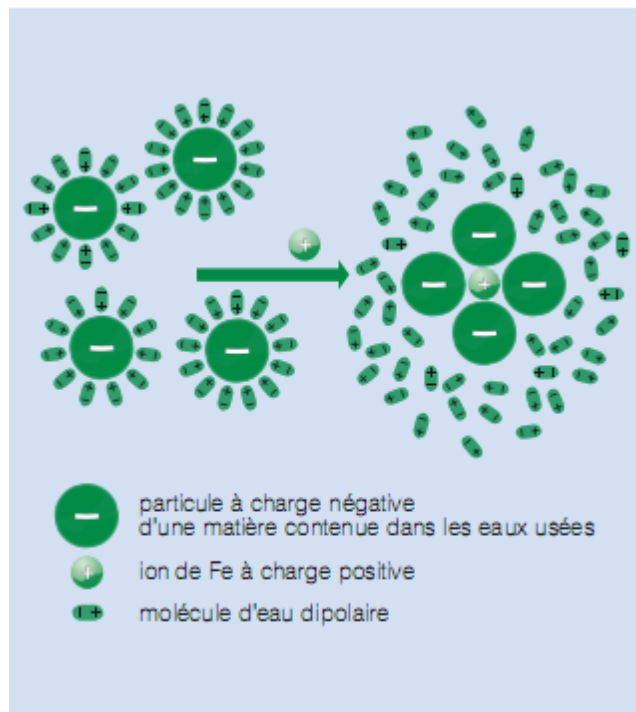 particule à charge négative
d'une matière contenue dans les eaux usées
ion de Fe à charge positive
molécule d'eau dipolaire